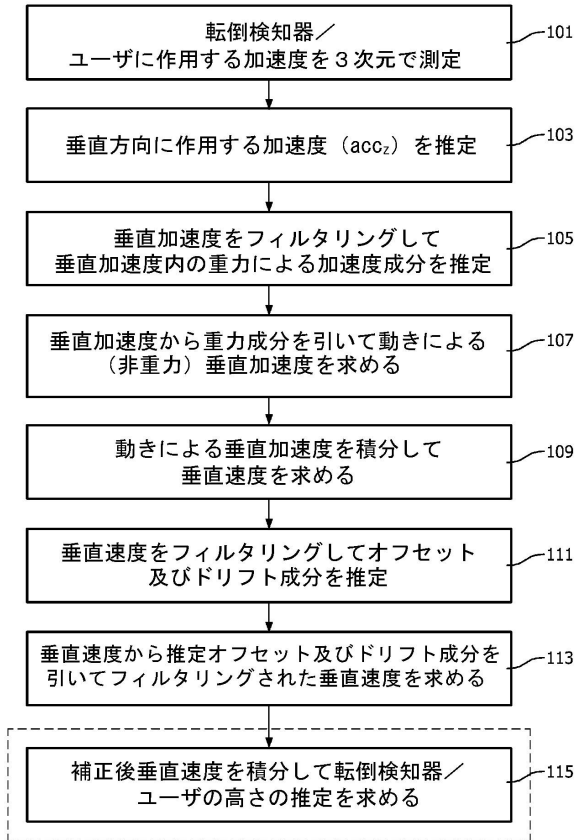 転倒検知器／
ユーザに作用する加速度を３次元で測定
101
垂直方向に作用する加速度（accz）を推定
103
垂直加速度をフィルタリングして
垂直加速度内の重力による加速度成分を推定
105
垂直加速度から重力成分を引いて動きによる
（非重力）垂直加速度を求める
107
動きによる垂直加速度を積分して
垂直速度を求める
109
垂直速度をフィルタリングしてオフセット
及びドリフト成分を推定
111
垂直速度から推定オフセット及びドリフト成分を
引いてフィルタリングされた垂直速度を求める
113
補正後垂直速度を積分して転倒検知器／
ユーザの高さの推定を求める
115